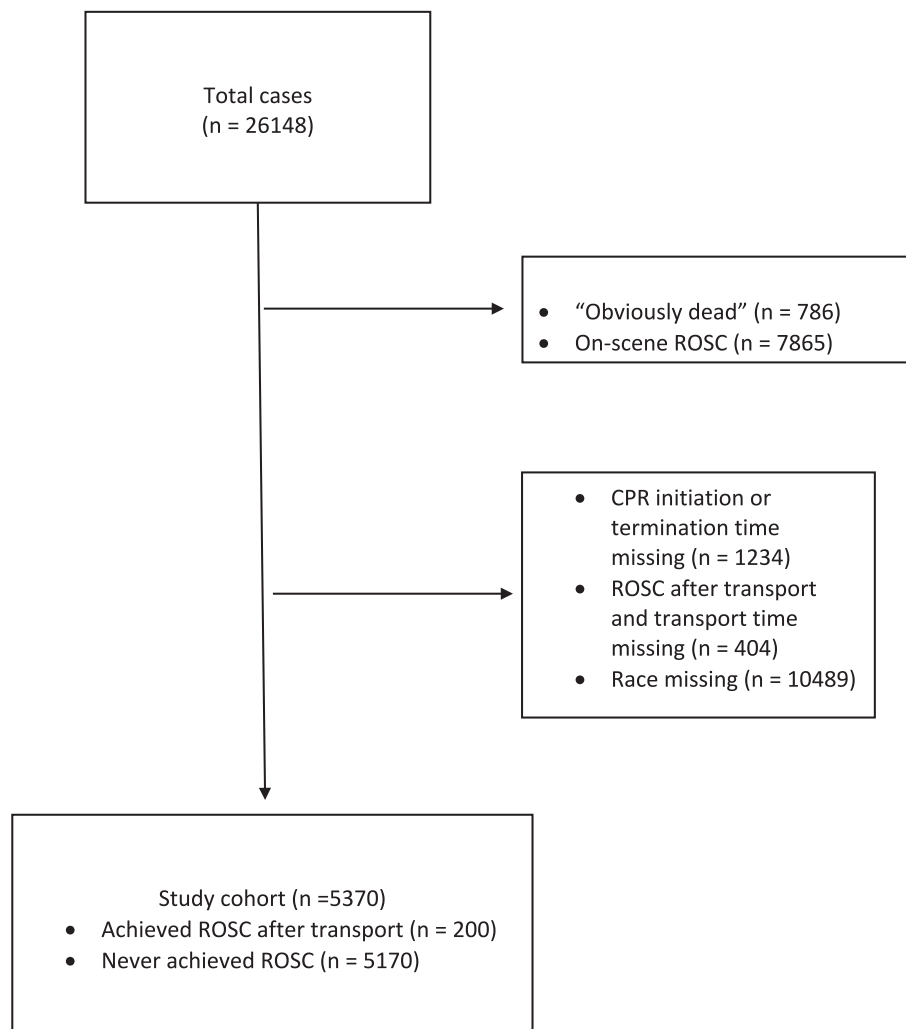 Total cases
(n = 26148)
• “Obviously dead” (n = 786)
• On-scene ROSC (n = 7865)
• CPR initiation or
termination time
missing (n = 1234)
• ROSC after transport
and transport time
missing (n = 404)
• Race missing (n = 10489)
Study cohort (n =5370)
• Achieved ROSC after transport (n = 200)
• Never achieved ROSC (n = 5170)